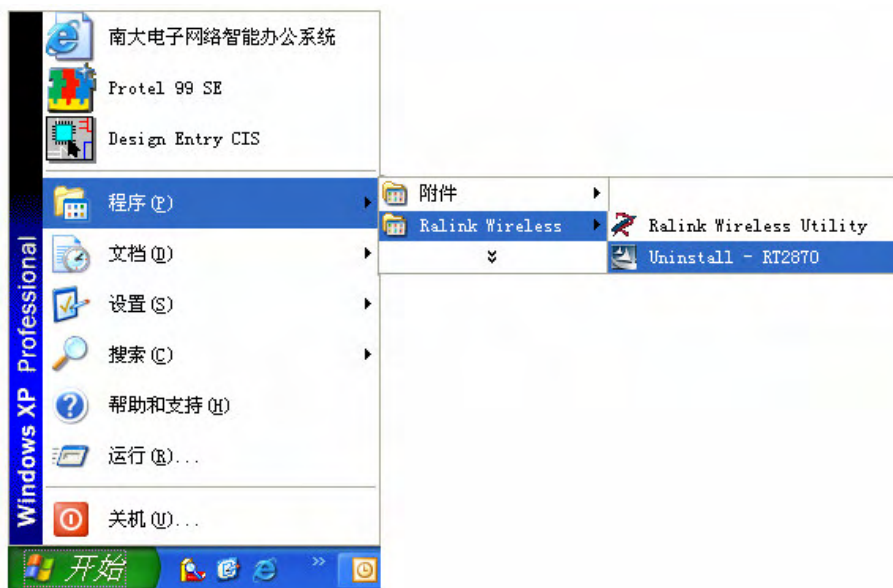 南大电子网络智能办公系统
Protel 99 SE
Design Entry CIS
程序(P)
附件
Ralink Wireless
Ralink Wireless Utility
Uninstall - RT2870
文档(D)
设置(S)
搜索(C)
帮助和支持(H)
运行(R)...
关机(U)...
Windows XP Professional
开始